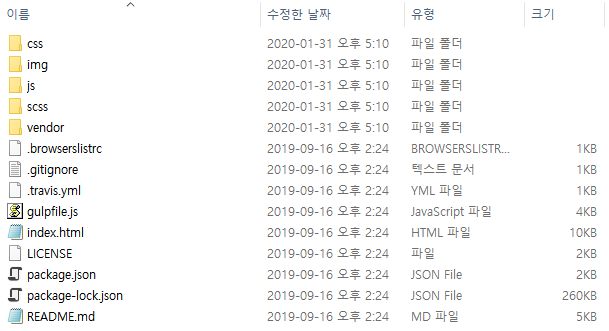 이름 수정한 날짜 유형 크기
css 2020-01-31 오후 5:10 파일 폴더
img 2020-01-31 오후 5:10 파일 폴더
js 2020-01-31 오후 5:10 파일 폴더
scss 2020-01-31 오후 5:10 파일 폴더
vendor 2020-01-31 오후 5:10 파일 폴더
.browserslistrc 2019-09-16 오후 2:24 BROWSERSLISTR... 1KB
.gitignore 2019-09-16 오후 2:24 텍스트 문서 1KB
.travis.yml 2019-09-16 오후 2:24 YML 파일 1KB
gulpfile.js 2019-09-16 오후 2:24 JavaScript 파일 4KB
index.html 2019-09-16 오후 2:24 HTML 파일 10KB
LICENSE 2019-09-16 오후 2:24 파일 2KB
package.json 2019-09-16 오후 2:24 JSON File 2KB
package-lock.json 2019-09-16 오후 2:24 JSON File 260KB
README.md 2019-09-16 오후 2:24 MD 파일 5KB